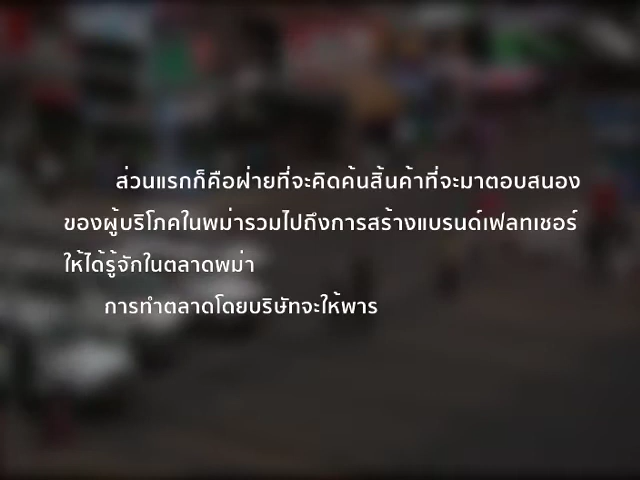 ส่วนแรกก็คือฝ่ายที่จะคิดค้นสิ้นค้าที่จะมาตอบสนอง
ของผู้บริโภคในพม่ารวมไปถึงการสร้างแบรนด์เฟลทเชอร์
ให้ได้รู้จักในตลาดพม่า
การทำตลาดโดยบริษัทจะให้พาร